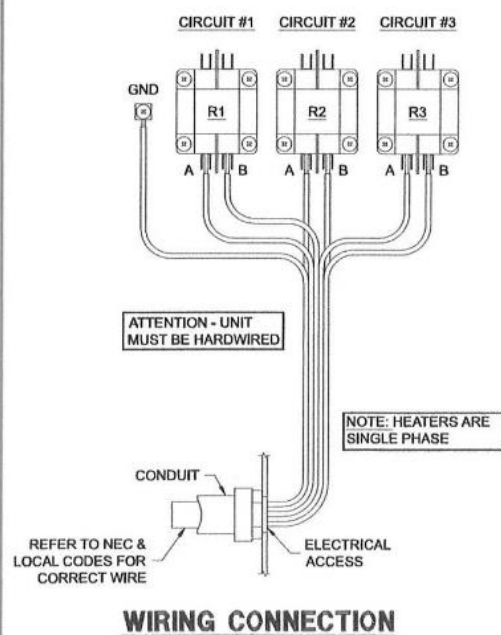 CIRCUIT #1 CIRCUIT #2 CIRCUIT #3
GND
R1 R2 R3
A B A B A B
ATTENTION - UNIT
MUST BE HARDWIRED
NOTE: HEATERS ARE
SINGLE PHASE
CONDUIT
REFER TO NEC &
LOCAL CODES FOR
CORRECT WIRE
ELECTRICAL
ACCESS
WIRING CONNECTION